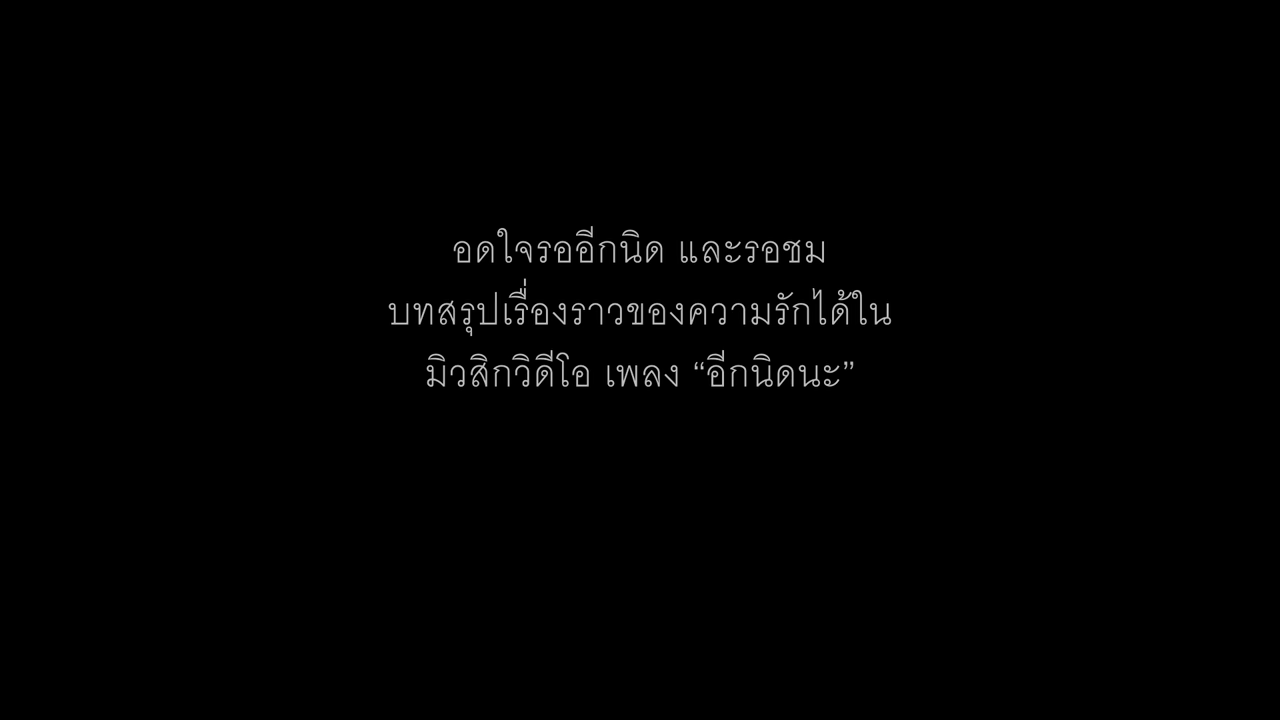 อดใจรออีกนิด และรอชม
บทสรุปเรื่องราวของความรักได้ใน
มิวสิกวิดีโอ เพลง “อีกนิดนะ”